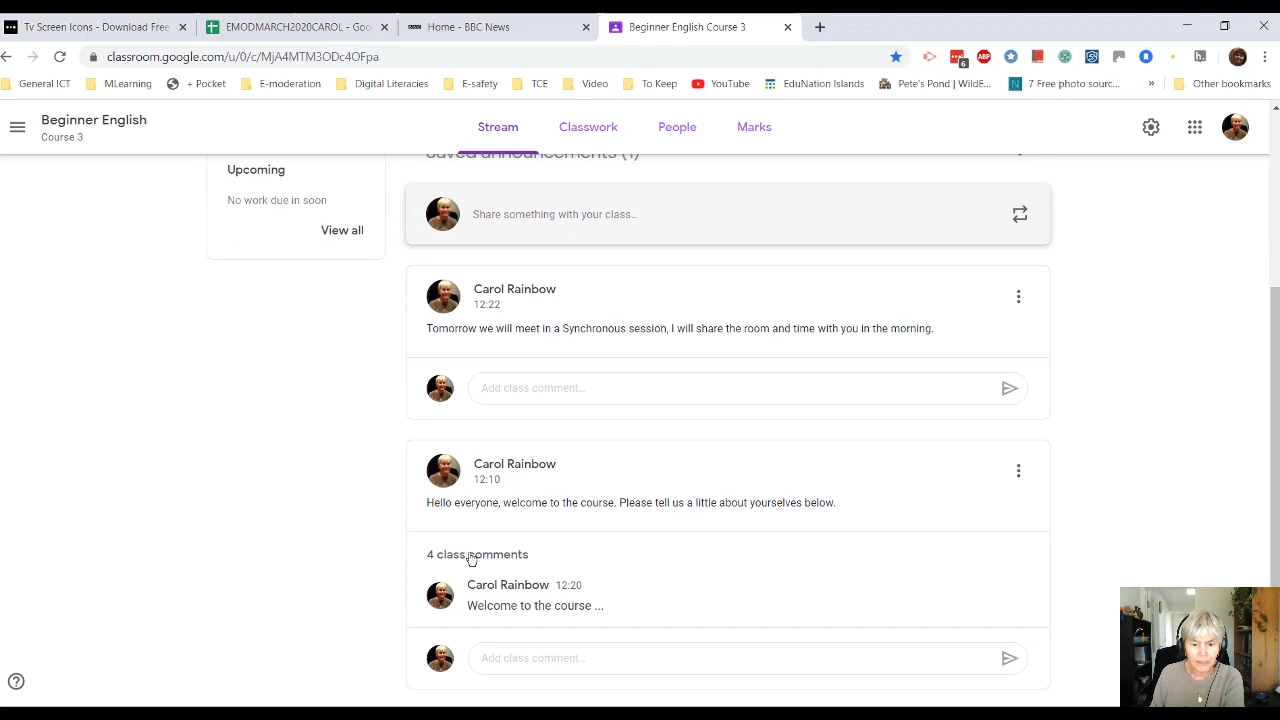 Tv Screen Icons - Download Free
EMODMARCH2020CAROL - Goo
Home - BBC News
Beginner English Course 3
classroom.google.com/u/0/c/MjA4MTM3ODc4OFpa
6
ABP
General ICT
MLearning
+ Pocket
E-moderation
Digital Literacies
E-safety
TCE
Video
To Keep
YouTube
EduNation Islands
Pete's Pond | WildE...
7 Free photo sourc...
»
Other bookmarks
Beginner English
Course 3
Stream
Classwork
People
Marks
Saved announcements (1)
Upcoming
No work due in soon
View all
Share something with your class...
Carol Rainbow
12:22
Tomorrow we will meet in a Synchronous session, I will share the room and time with you in the morning.
Add class comment...
Carol Rainbow
12:10
Hello everyone, welcome to the course. Please tell us a little about yourselves below.
4 class comments
Carol Rainbow 12:20
Welcome to the course ...
Add class comment...